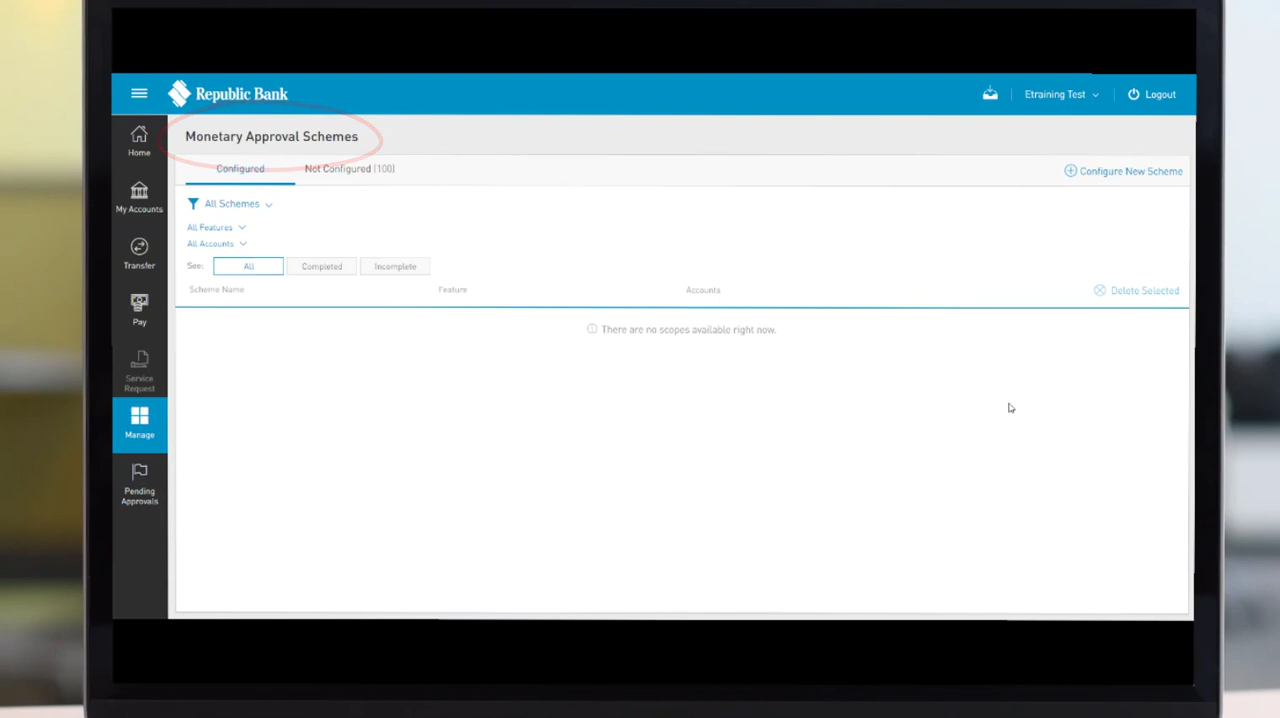 Republic Bank
Etraining Test
Logout
Home
My Accounts
Transfer
Pay
Service
Request
Manage
Pending
Approvals
Monetary Approval Schemes
Configured
Not Configured (100)
Configure New Scheme
All Schemes
All Features
All Accounts
See:
All
Completed
Incomplete
Scheme Name
Feature
Accounts
Delete Selected
There are no scopes available right now.